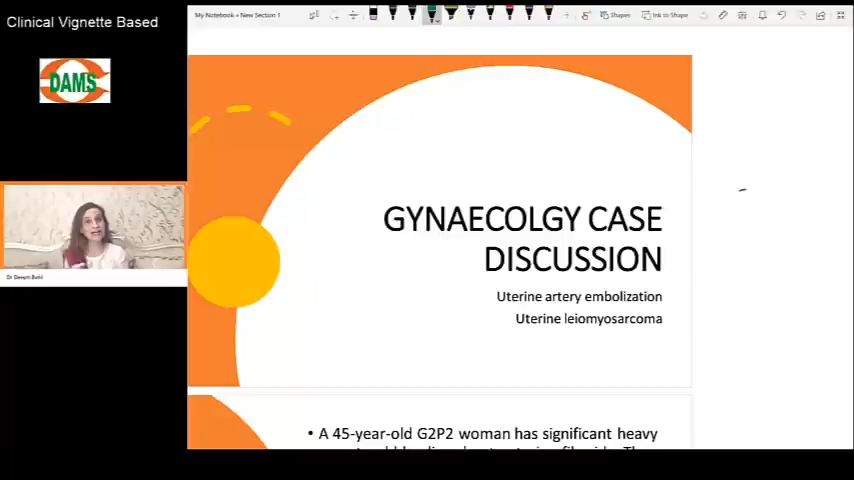 Clinical Vignette Based
DAMS
Dr Deepti Bahl
My Notebook » New Section 1
Shapes
Ink to Shape
GYNAECOLGY CASE
DISCUSSION
Uterine artery embolization
Uterine leiomyosarcoma
• A 45-year-old G2P2 woman has significant heavy